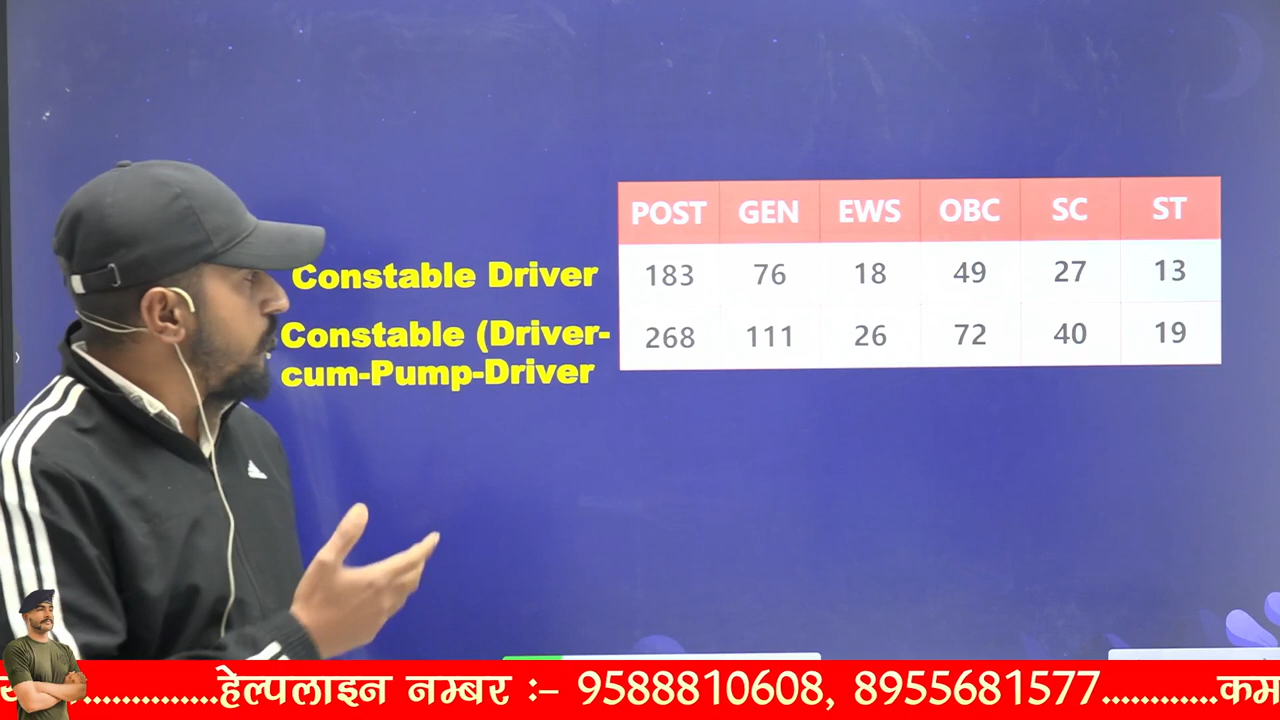 POST GEN EWS OBC SC ST
Constable Driver 183 76 18 49 27 13
Constable (Driver-
cum-Pump-Driver 268 111 26 72 40 19
............हेल्पलाइन नम्बर :– 9588810608, 8955681577............कम